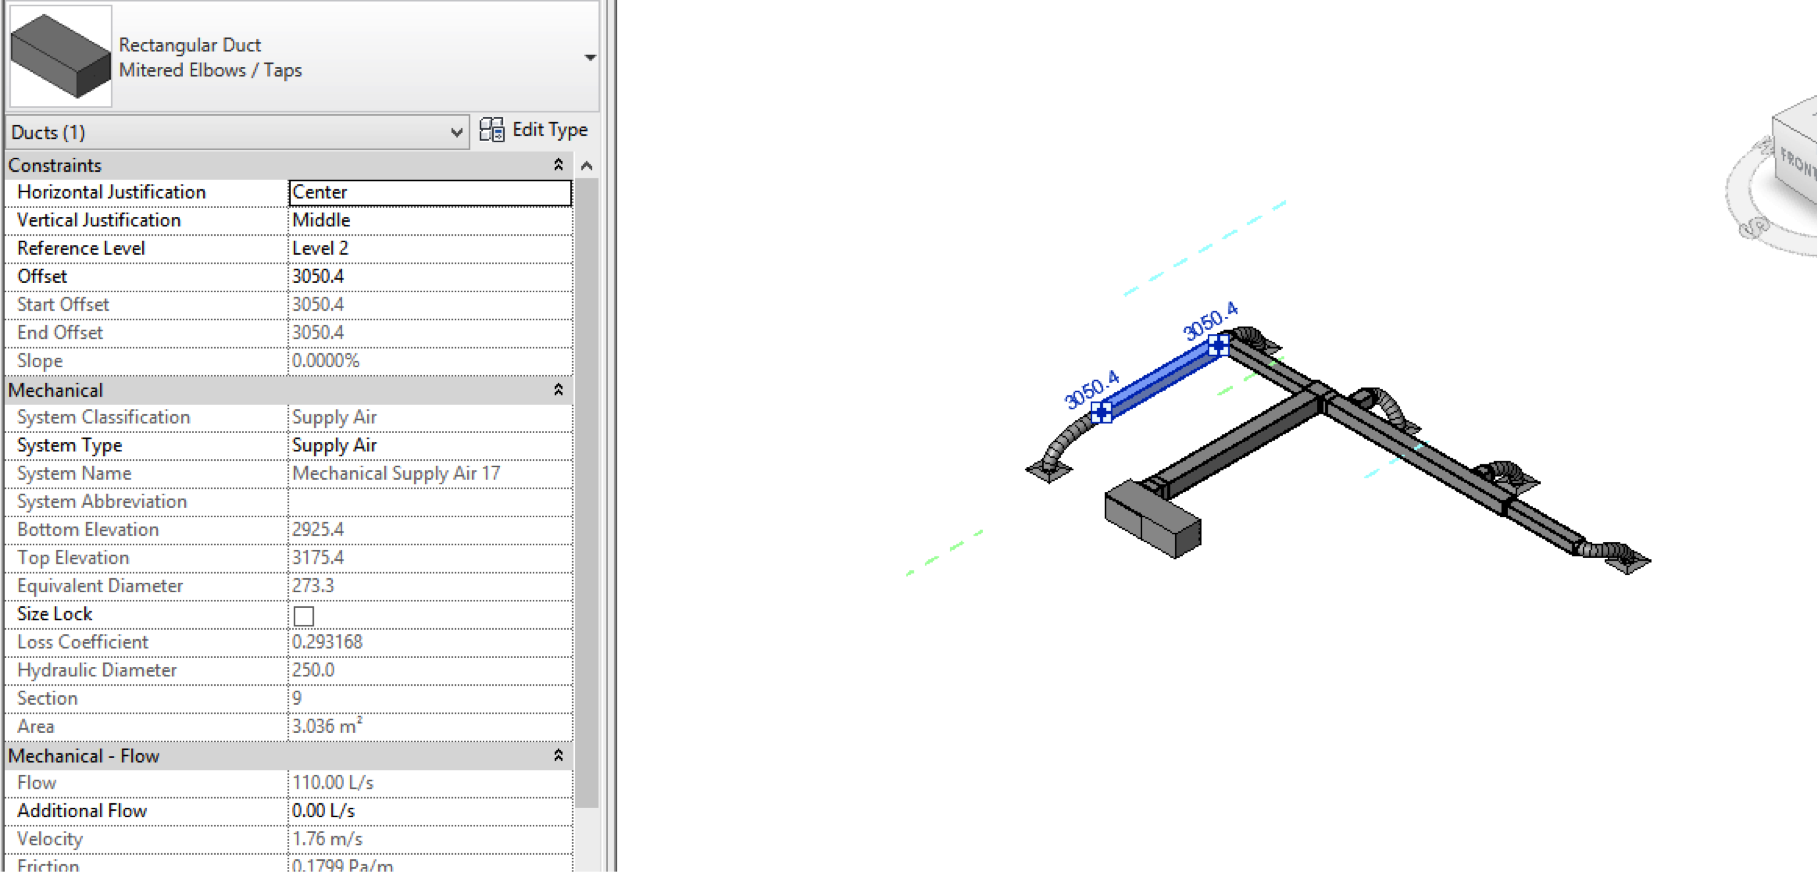 Rectangular Duct
Mitered Elbows / Taps
Ducts (1)
Edit Type
Constraints
Horizontal Justification Center
Vertical Justification Middle
Reference Level Level 2
Offset 3050.4
Start Offset 3050.4
End Offset 3050.4
Slope 0.0000%
Mechanical
System Classification Supply Air
System Type Supply Air
System Name Mechanical Supply Air 17
System Abbreviation
Bottom Elevation 2925.4
Top Elevation 3175.4
Equivalent Diameter 273.3
Size Lock
Loss Coefficient 0.293168
Hydraulic Diameter 250.0
Section 9
Area 3.036 m²
Mechanical - Flow
Flow 110.00 L/s
Additional Flow 0.00 L/s
Velocity 1.76 m/s
Friction 0.1799 Pa/m
3050.4
3050.4